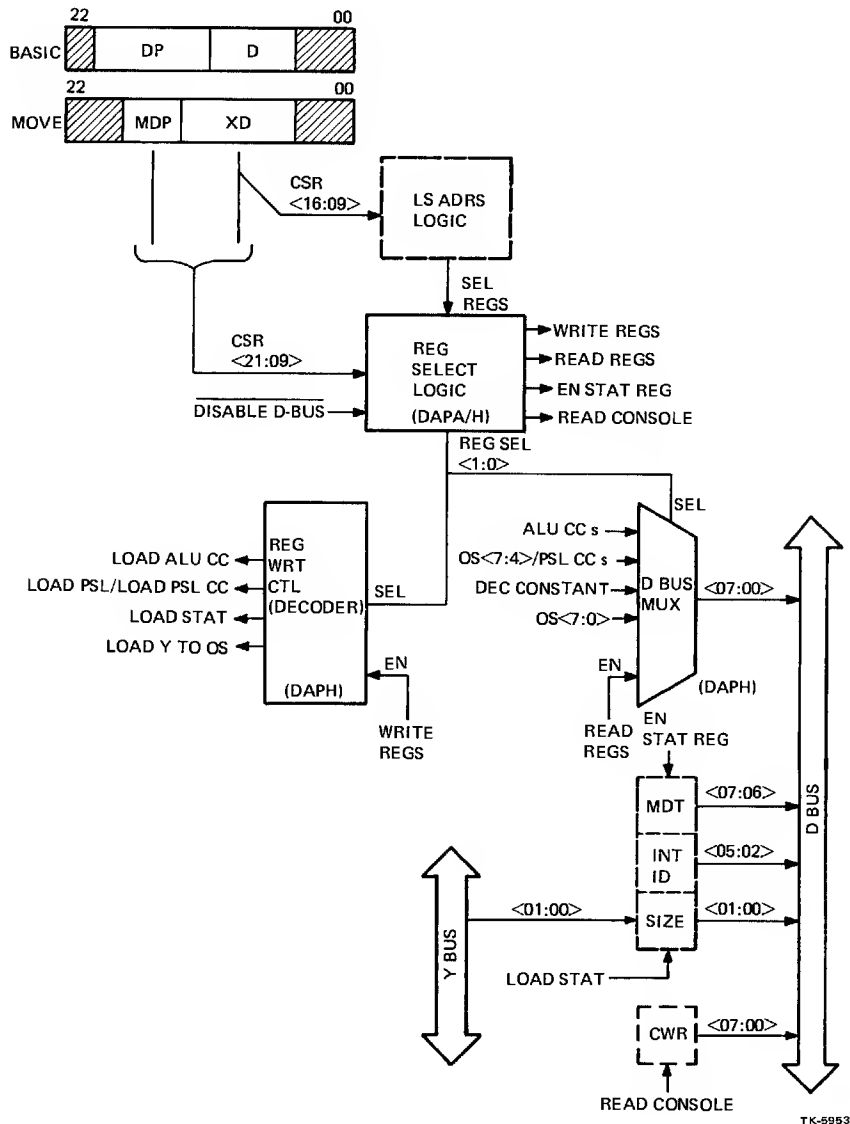 22 00
BASIC DP D
22 00
MOVE MDP XD
CSR
<16:09>
LS ADRS
LOGIC
SEL
REGS
CSR
<21:09>
DISABLE D-BUS
REG
SELECT
LOGIC
(DAPA/H)
WRITE REGS
READ REGS
EN STAT REG
READ CONSOLE
REG SEL
<1:0>
SEL
REG
WRT
CTL
(DECODER)
(DAPH)
LOAD ALU CC
LOAD PSL/LOAD PSL CC
LOAD STAT
LOAD Y TO OS
SEL
EN
WRITE
REGS
ALU CC s
OS<7:4>/PSL CC s
DEC CONSTANT
OS<7:0>
EN
D BUS
MUX
<07:00>
(DAPH)
READ
REGS
EN
STAT REG
MDT <07:06>
INT
ID
<05:02>
<01:00>
SIZE <01:00>
LOAD STAT
Y BUS
D BUS
CWR <07:00>
READ CONSOLE
TK-5953